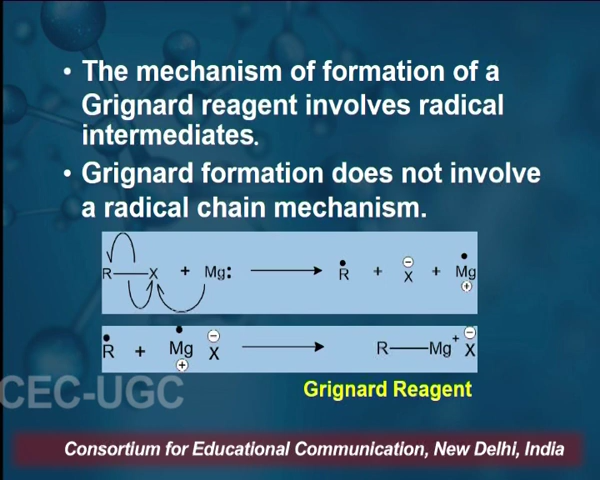 • The mechanism of formation of a
Grignard reagent involves radical
intermediates.
• Grignard formation does not involve
a radical chain mechanism.
R—X + Mg: ⟶ Ṙ + X⊖ + Mg•⊕
Ṙ + Mg•⊕ X⊖ ⟶ R—Mg⁺ X⊖
Grignard Reagent
CEC-UGC
Consortium for Educational Communication, New Delhi, India